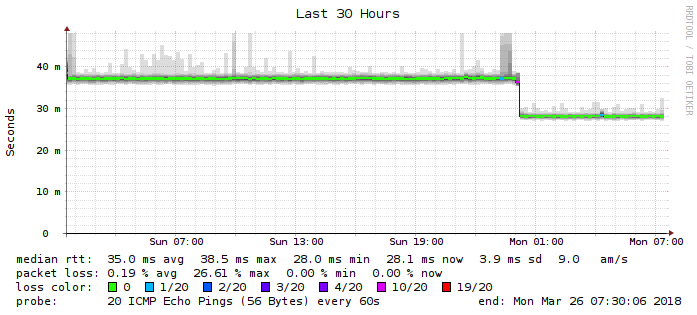 Last 30 Hours
RRDTOOL / TOBI OETIKER
Seconds
40 m
30 m
20 m
10 m
0
Sun 07:00 Sun 13:00 Sun 19:00 Mon 01:00 Mon 07:00
median rtt: 35.0 ms avg 38.5 ms max 28.0 ms min 28.1 ms now 3.9 ms sd 9.0 am/s
packet loss: 0.19 % avg 26.61 % max 0.00 % min 0.00 % now
loss color: 0 1/20 2/20 3/20 4/20 10/20 19/20
probe: 20 ICMP Echo Pings (56 Bytes) every 60s end: Mon Mar 26 07:30:06 2018